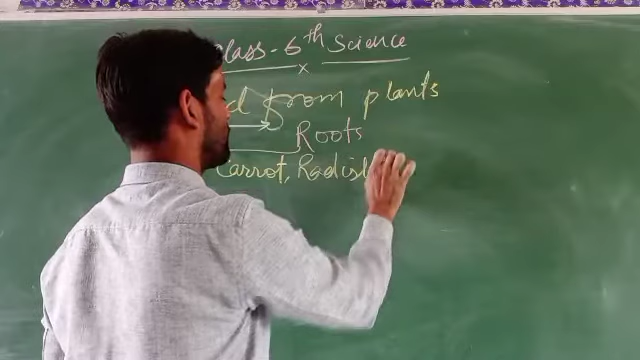 lass - 6th Science
x
d from plants
Roots
Carrot, Radis